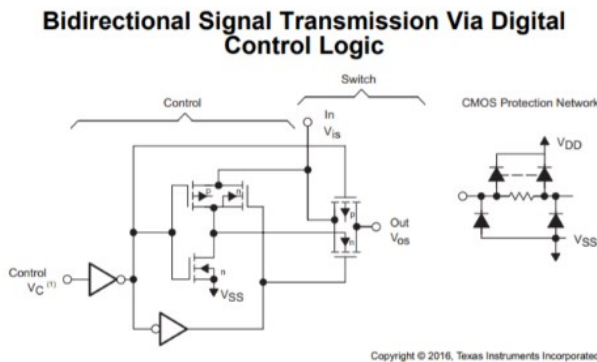 Bidirectional Signal Transmission Via Digital
Control Logic
Switch
Control
In
Vis
CMOS Protection Network
VDD
p
n
p
n
Out
Vos
n
VSS
VSS
Control
VC (1)
Copyright © 2016, Texas Instruments Incorporated